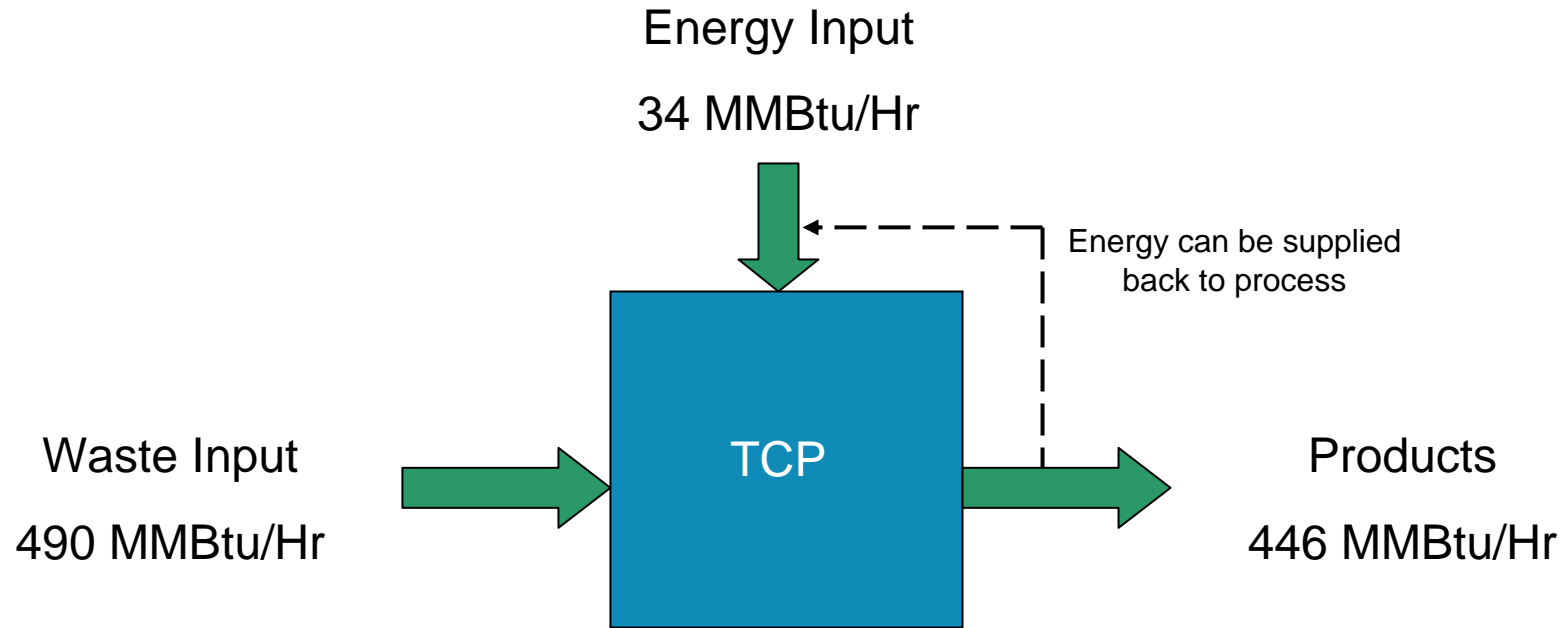 Energy Input
34 MMBtu/Hr
Energy can be supplied
back to process
Waste Input
490 MMBtu/Hr
TCP
Products
446 MMBtu/Hr